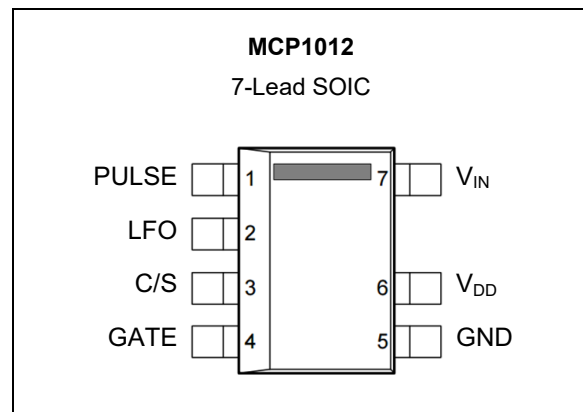 MCP1012
7-Lead SOIC
PULSE 1 7 VIN
LFO 2
C/S 3 6 VDD
GATE 4 5 GND